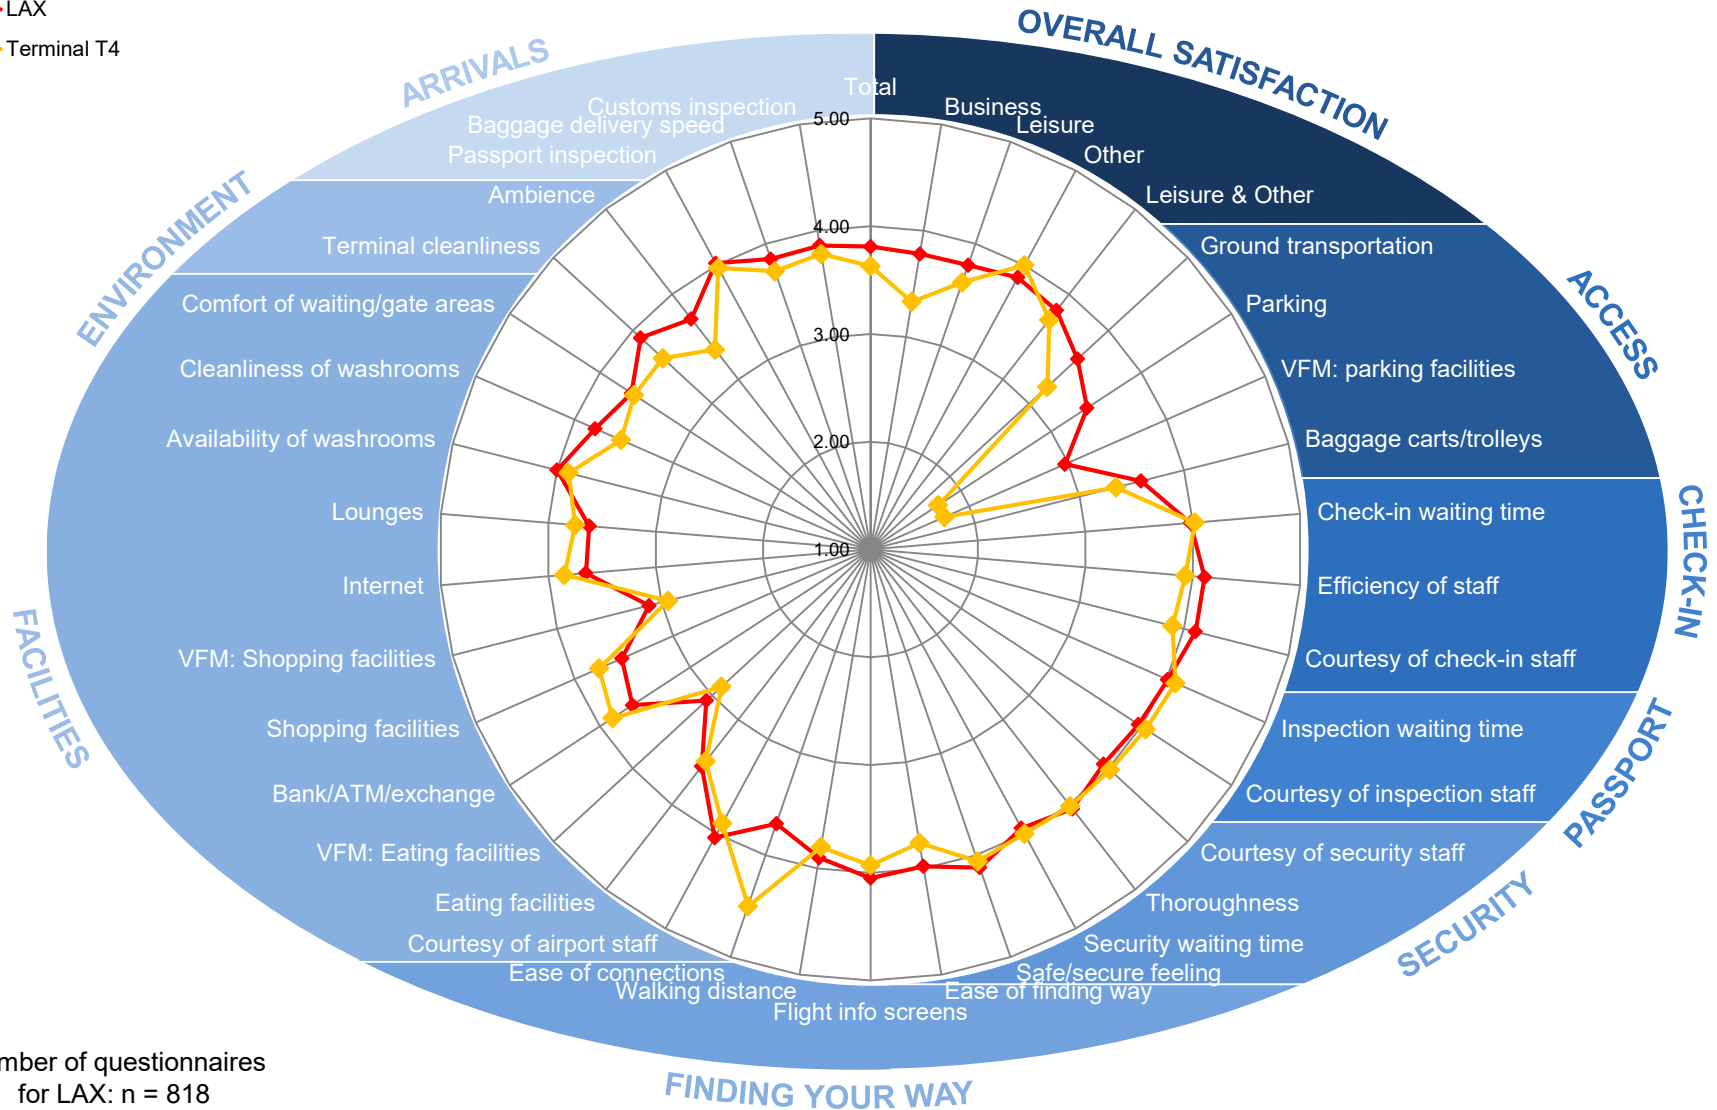 LAX
Terminal T4
OVERALL SATISFACTION
Total
Business
Leisure
Other
Leisure & Other
ACCESS
Ground transportation
Parking
VFM: parking facilities
Baggage carts/trolleys
CHECK-IN
Check-in waiting time
Efficiency of staff
Courtesy of check-in staff
PASSPORT
Inspection waiting time
Courtesy of inspection staff
SECURITY
Courtesy of security staff
Thoroughness
Security waiting time
Safe/secure feeling
FINDING YOUR WAY
Ease of finding way
Flight info screens
Walking distance
Ease of connections
FACILITIES
Courtesy of airport staff
Eating facilities
VFM: Eating facilities
Bank/ATM/exchange
Shopping facilities
VFM: Shopping facilities
Internet
Lounges
Availability of washrooms
Cleanliness of washrooms
Comfort of waiting/gate areas
ENVIRONMENT
Terminal cleanliness
Ambience
ARRIVALS
Passport inspection
Baggage delivery speed
Customs inspection
5.00
4.00
3.00
2.00
1.00
mber of questionnaires
for LAX: n = 818